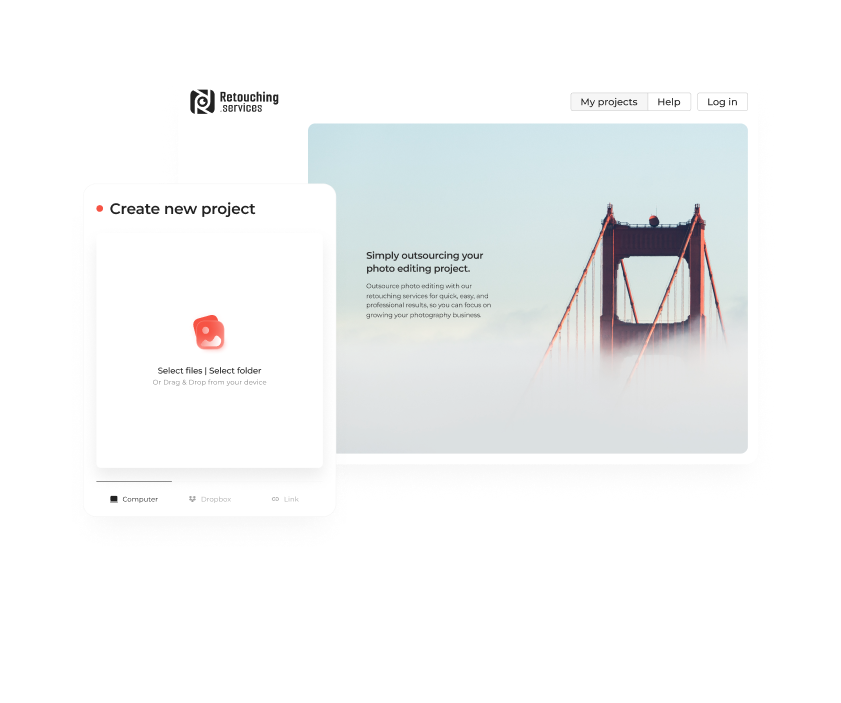 Retouching
.services
My projects
Help
Log in
Create new project
Simply outsourcing your
photo editing project.
Outsource photo editing with our
retouching services for quick, easy, and
professional results, so you can focus on
growing your photography business.
Select files | Select folder
Or Drag & Drop from your device
Computer
Dropbox
Link